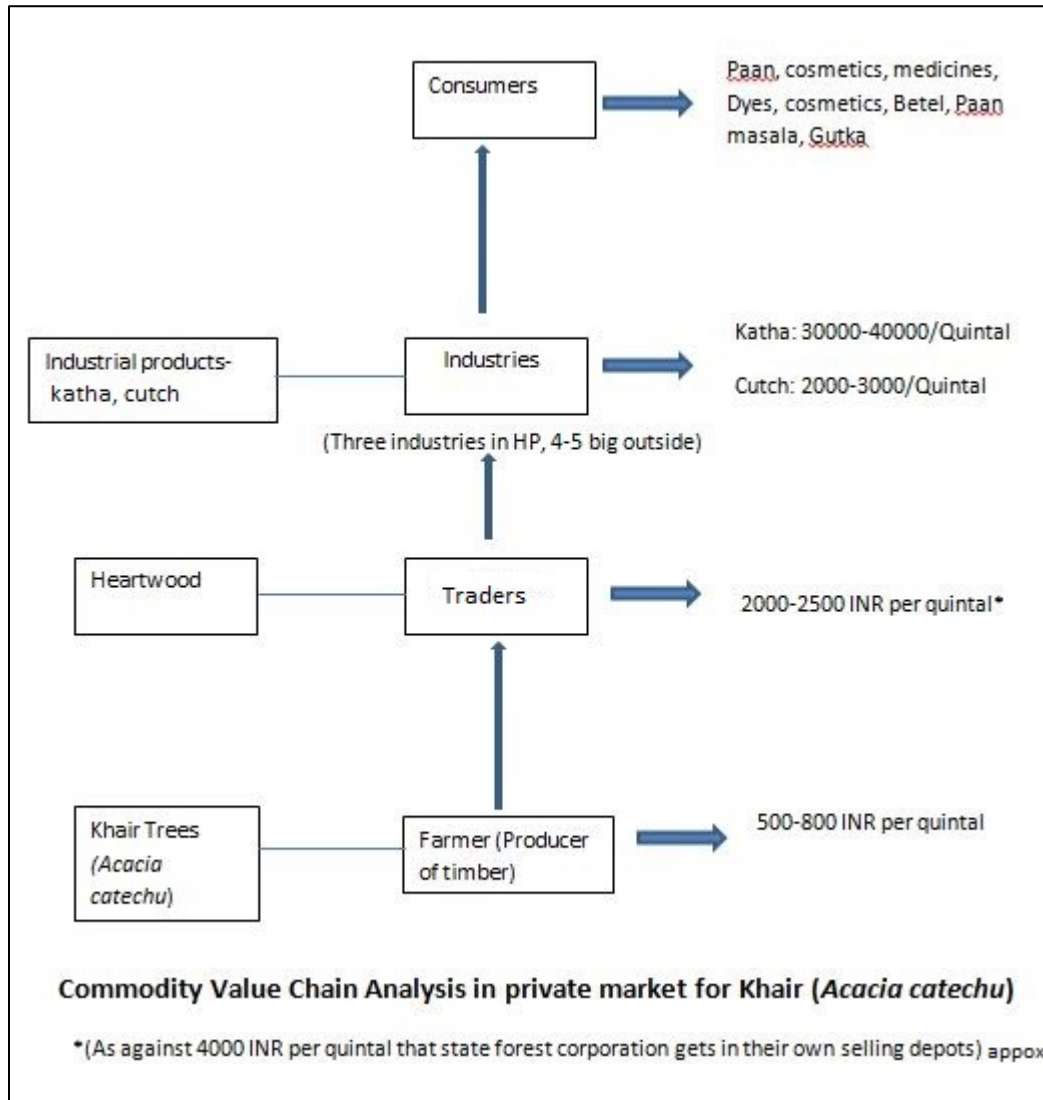 Consumers
Paan, cosmetics, medicines,
Dyes, cosmetics, Betel, Paan
masala, Gutka
Industrial products-
katha, cutch
Industries
Katha: 30000-40000/Quintal
Cutch: 2000-3000/Quintal
(Three industries in HP, 4-5 big outside)
Heartwood
Traders
2000-2500 INR per quintal*
Khair Trees
(Acacia
catechu)
Farmer (Producer
of timber)
500-800 INR per quintal
Commodity Value Chain Analysis in private market for Khair (Acacia catechu)
*(As against 4000 INR per quintal that state forest corporation gets in their own selling depots) appox